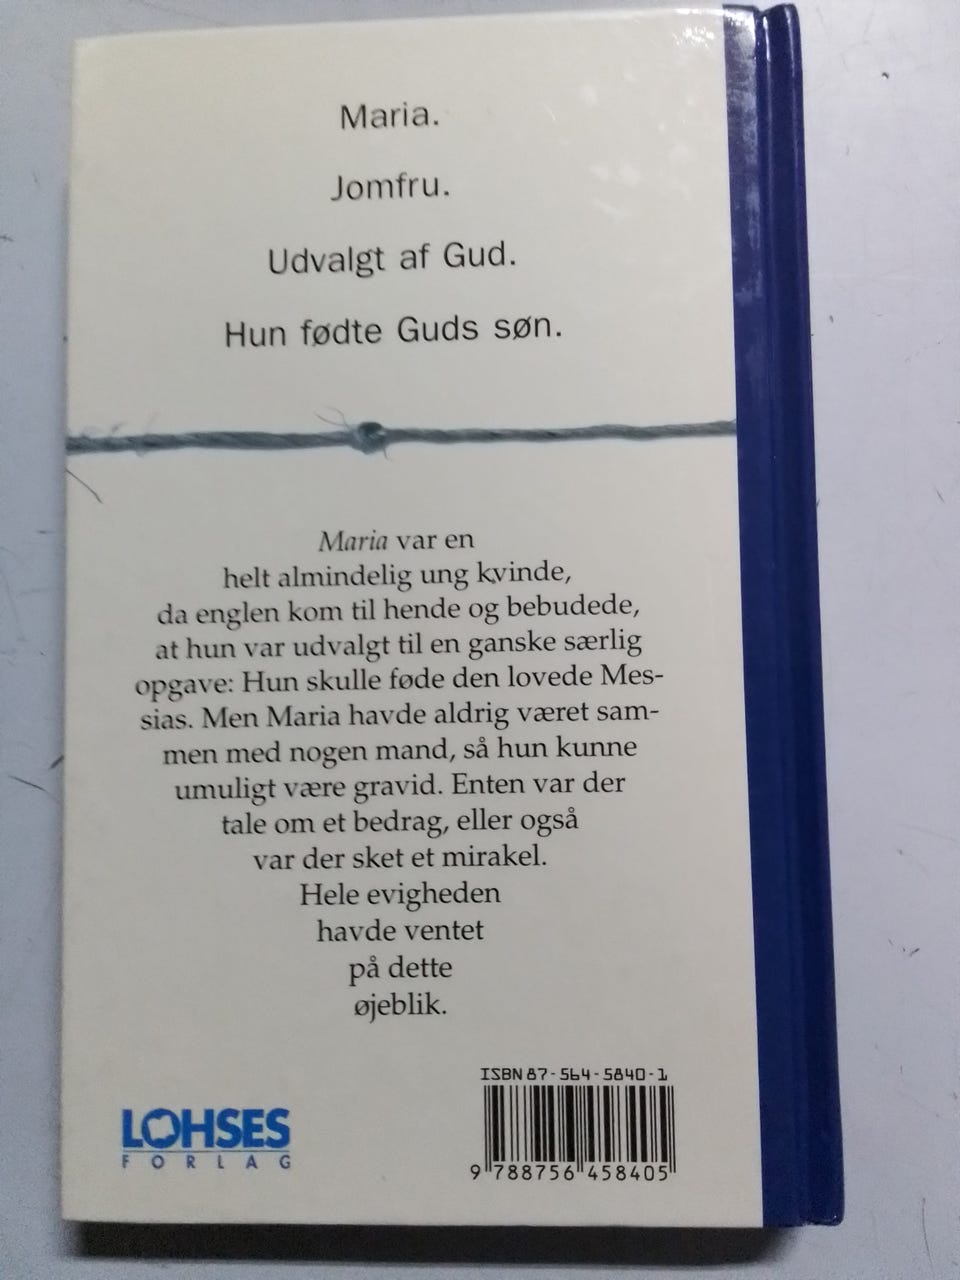 Maria.
Jomfru.
Udvalgt af Gud.
Hun fødte Guds søn.
Maria var en
helt almindelig ung kvinde,
da englen kom til hende og bebudede,
at hun var udvalgt til en ganske særlig
opgave: Hun skulle føde den lovede Mes-
sias. Men Maria havde aldrig været sam-
men med nogen mand, så hun kunne
umuligt være gravid. Enten var der
tale om et bedrag, eller også
var der sket et mirakel.
Hele evigheden
havde ventet
på dette
øjeblik.
ISBN 87-564-5840-1
9 788756 458405
LOHSES
FORLAG